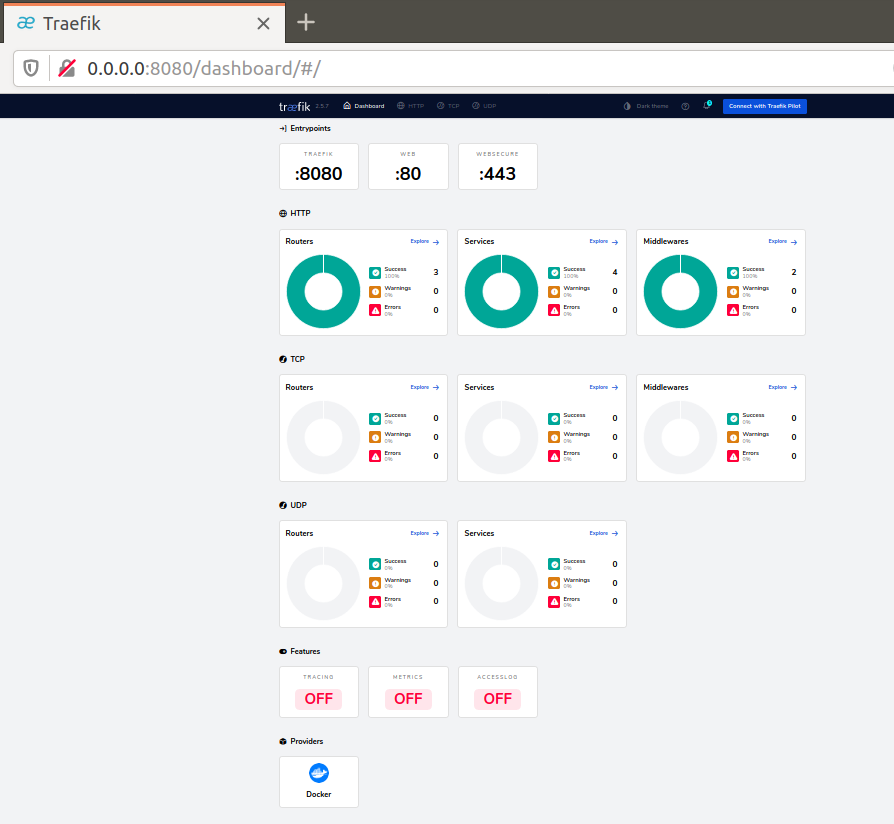 Traefik
0.0.0.0:8080/dashboard/#/
træfik 2.5.7 Dashboard HTTP TCP UDP Dark theme Connect with Traefik Pilot
Entrypoints
TRAEFIK WEB WEBSECURE
:8080 :80 :443
HTTP
Routers Explore Services Explore Middlewares Explore
Success 3 Success 4 Success 2
100% 100% 100%
Warnings 0 Warnings 0 Warnings 0
0% 0% 0%
Errors 0 Errors 0 Errors 0
0% 0% 0%
TCP
Routers Explore Services Explore Middlewares Explore
Success 0 Success 0 Success 0
0% 0% 0%
Warnings 0 Warnings 0 Warnings 0
0% 0% 0%
Errors 0 Errors 0 Errors 0
0% 0% 0%
UDP
Routers Explore Services Explore
Success 0 Success 0
0% 0%
Warnings 0 Warnings 0
0% 0%
Errors 0 Errors 0
0% 0%
Features
TRACING METRICS ACCESSLOG
OFF OFF OFF
Providers
Docker